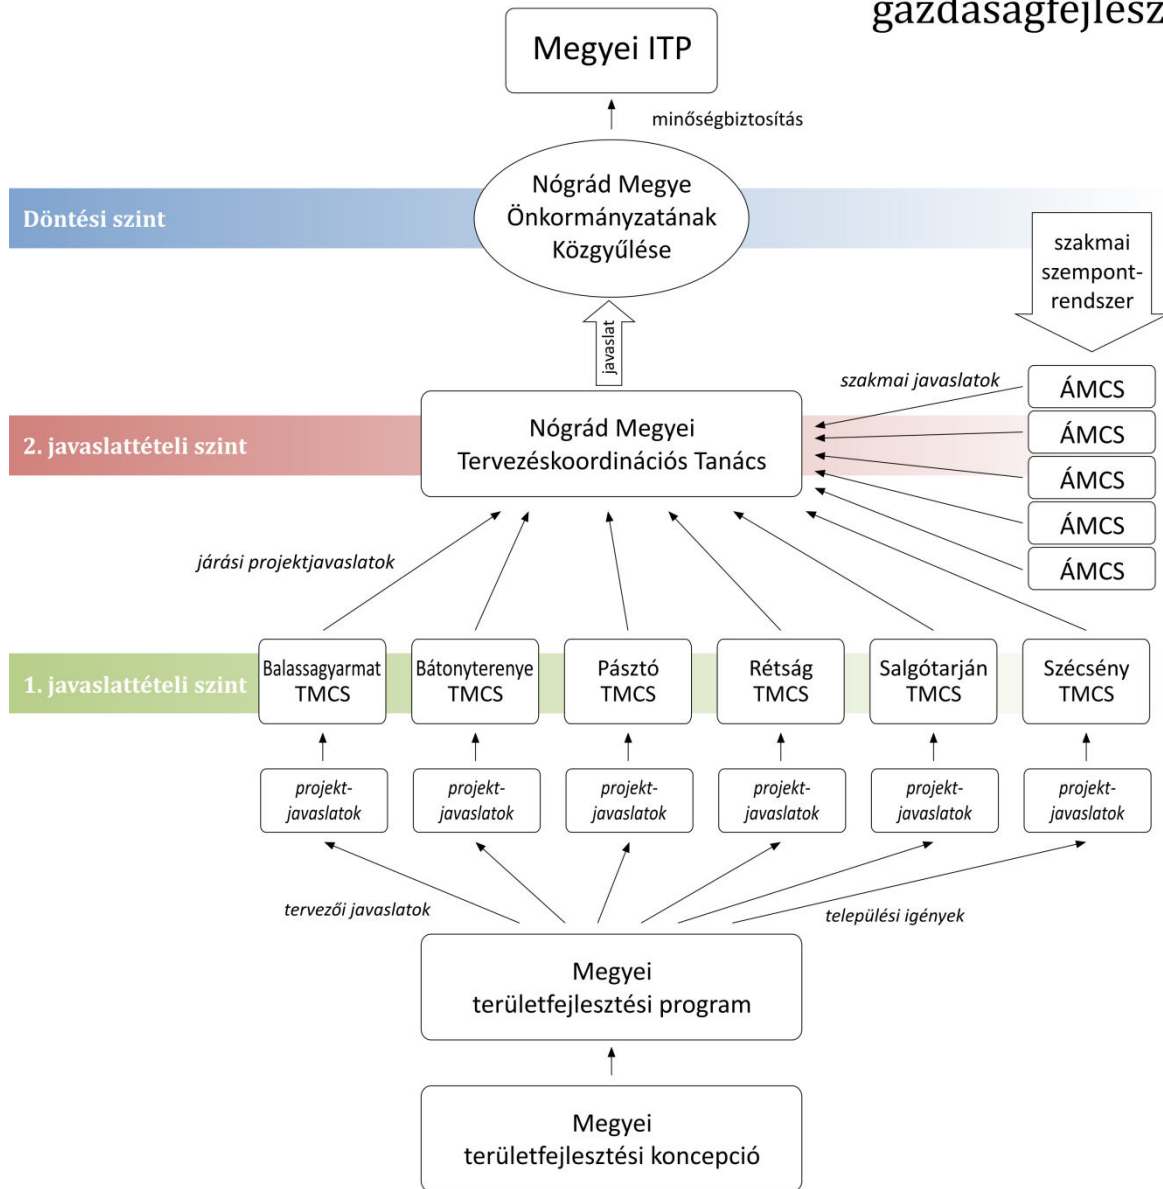 gazdaságfejlesz
Megyei ITP
minőségbiztosítás
Döntési szint
Nógrád Megye
Önkormányzatának
Közgyűlése
szakmai
szempont-
rendszer
javaslat
szakmai javaslatok
ÁMCS
ÁMCS
ÁMCS
ÁMCS
ÁMCS
2. javaslattételi szint
Nógrád Megyei
Tervezéskoordinációs Tanács
járási projektjavaslatok
1. javaslattételi szint
Balassagyarmat
TMCS
Bátonyterenye
TMCS
Pásztó
TMCS
Rétság
TMCS
Salgótarján
TMCS
Szécsény
TMCS
projekt-
javaslatok
projekt-
javaslatok
projekt-
javaslatok
projekt-
javaslatok
projekt-
javaslatok
projekt-
javaslatok
tervezői javaslatok
települési igények
Megyei
területfejlesztési program
Megyei
területfejlesztési koncepció